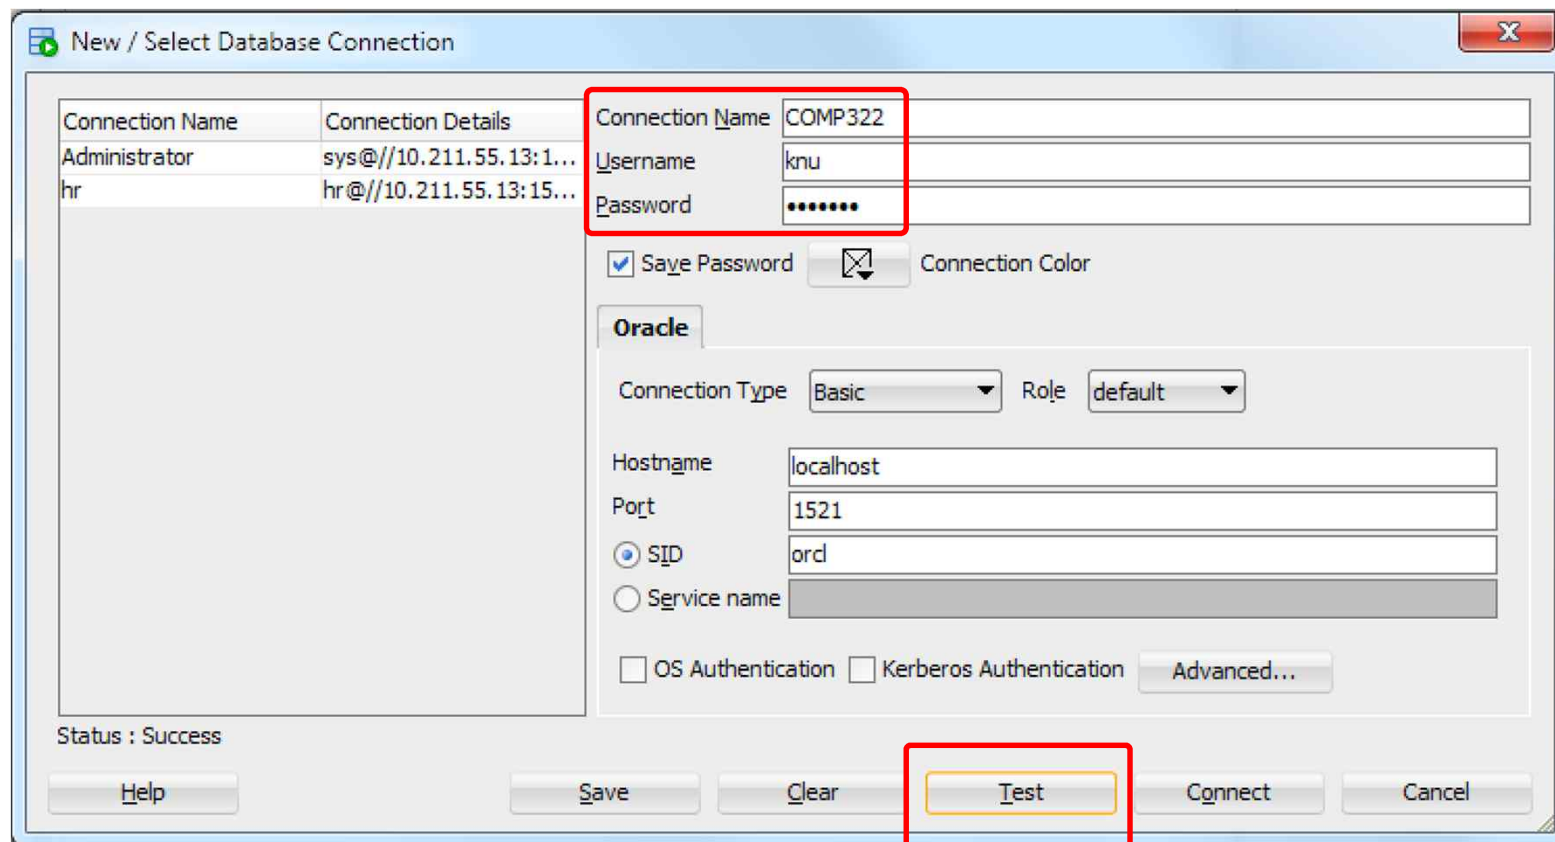 New / Select Database Connection
Connection Name Connection Details
Administrator sys@//10.211.55.13:1...
hr hr@//10.211.55.13:15...
Connection Name COMP322
Username knu
Password •••••••
Save Password Connection Color
Oracle
Connection Type Basic Role default
Hostname localhost
Port 1521
SID orcl
Service name
OS Authentication Kerberos Authentication Advanced...
Status : Success
Help Save Clear Test Connect Cancel